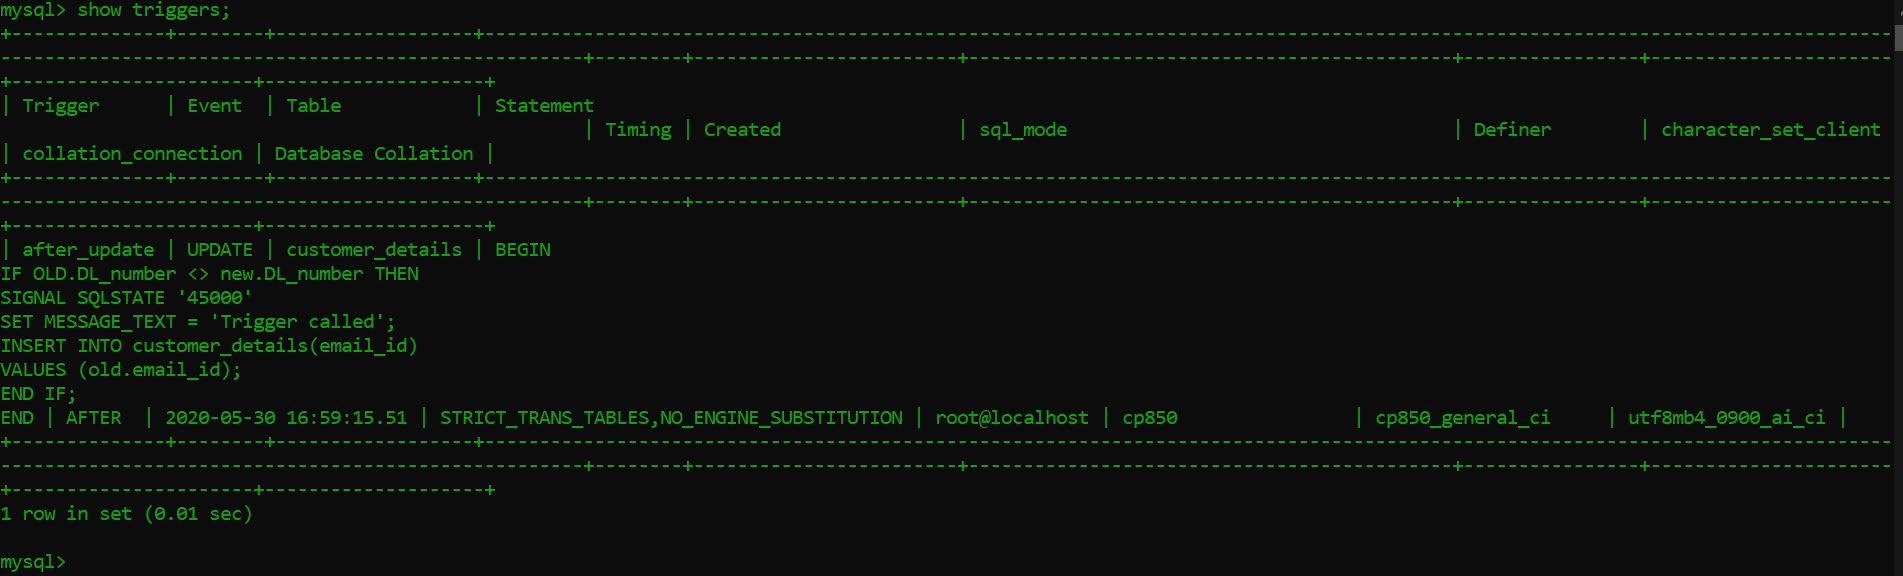 mysql> show triggers;
+--------------+--------+------------------+--------------------------------------------------------------------------------------------------------------------------------
------------------------------------------------------+--------+-------------------------+--------------------------------------------+----------------+----------------------
+----------------------+--------------------+
| Trigger      | Event  | Table            | Statement
                                                      | Timing | Created                 | sql_mode                                   | Definer        | character_set_client
| collation_connection | Database Collation |
+--------------+--------+------------------+--------------------------------------------------------------------------------------------------------------------------------
------------------------------------------------------+--------+-------------------------+--------------------------------------------+----------------+----------------------
+----------------------+--------------------+
| after_update | UPDATE | customer_details | BEGIN
IF OLD.DL_number <> new.DL_number THEN
SIGNAL SQLSTATE '45000'
SET MESSAGE_TEXT = 'Trigger called';
INSERT INTO customer_details(email_id)
VALUES (old.email_id);
END IF;
END | AFTER  | 2020-05-30 16:59:15.51 | STRICT_TRANS_TABLES,NO_ENGINE_SUBSTITUTION | root@localhost | cp850                | cp850_general_ci     | utf8mb4_0900_ai_ci |
+--------------+--------+------------------+--------------------------------------------------------------------------------------------------------------------------------
------------------------------------------------------+--------+-------------------------+--------------------------------------------+----------------+----------------------
+----------------------+--------------------+
1 row in set (0.01 sec)
mysql>